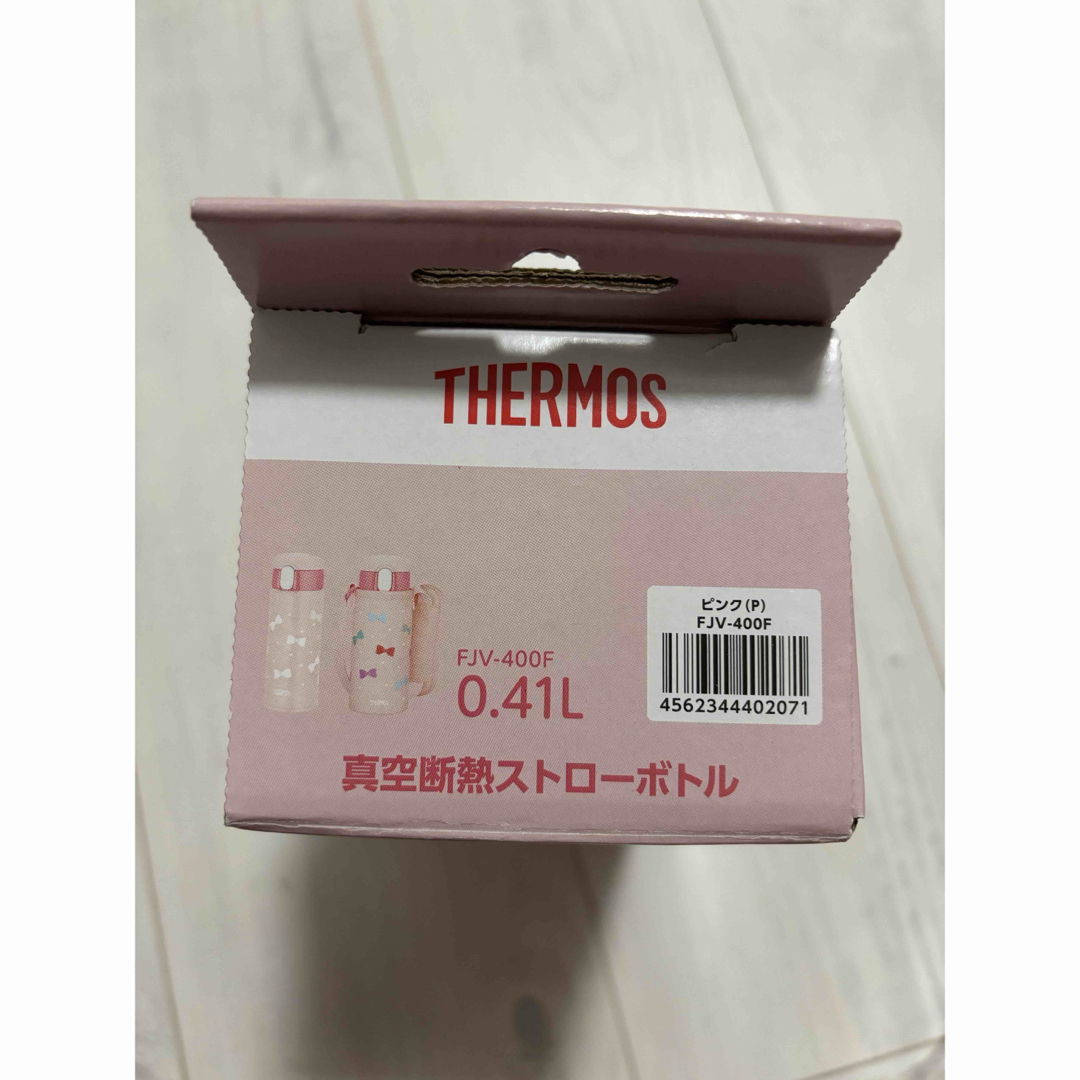 THERMOS
ピンク(P)
FJV-400F
4562344402071
FJV-400F
0.41L
真空断熱ストローボトル